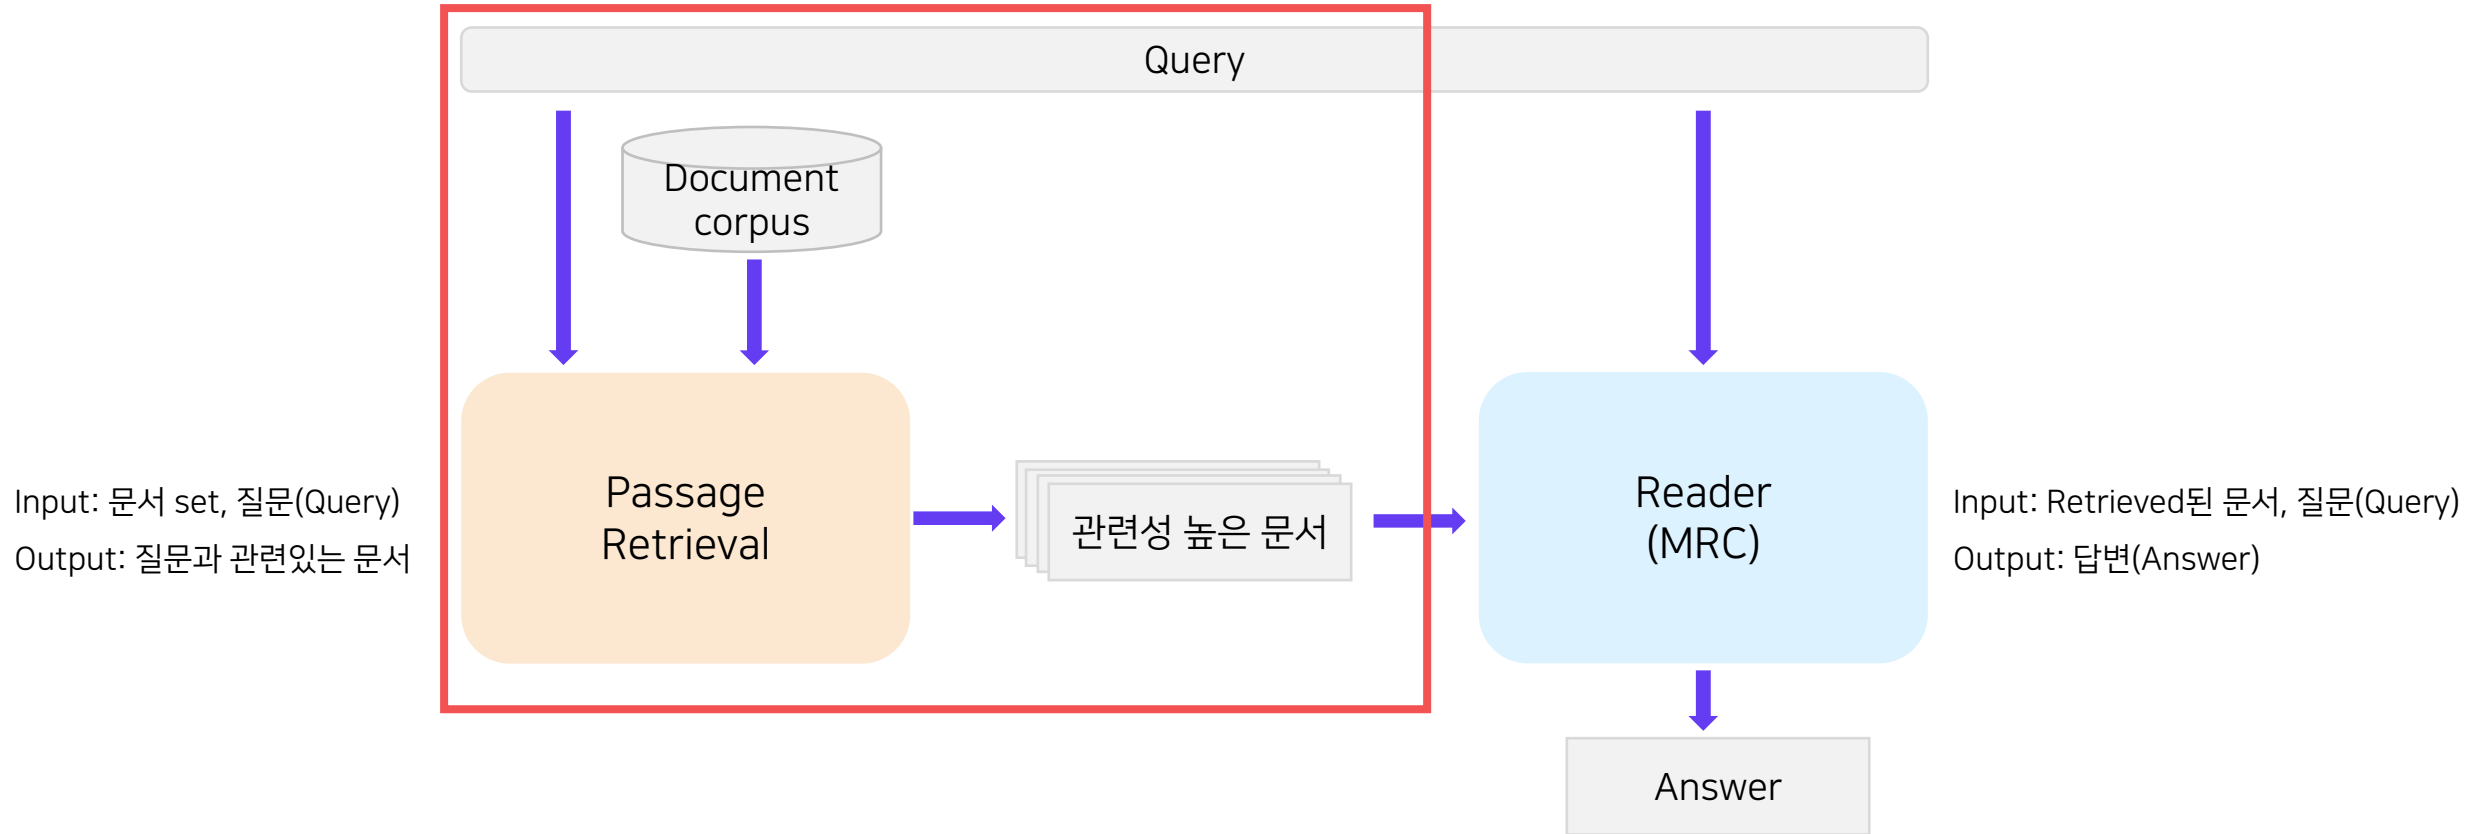 Query
Document
corpus
Input: 문서 set, 질문(Query)
Output: 질문과 관련있는 문서
Passage
Retrieval
관련성 높은 문서
Reader
(MRC)
Input: Retrieved된 문서, 질문(Query)
Output: 답변(Answer)
Answer